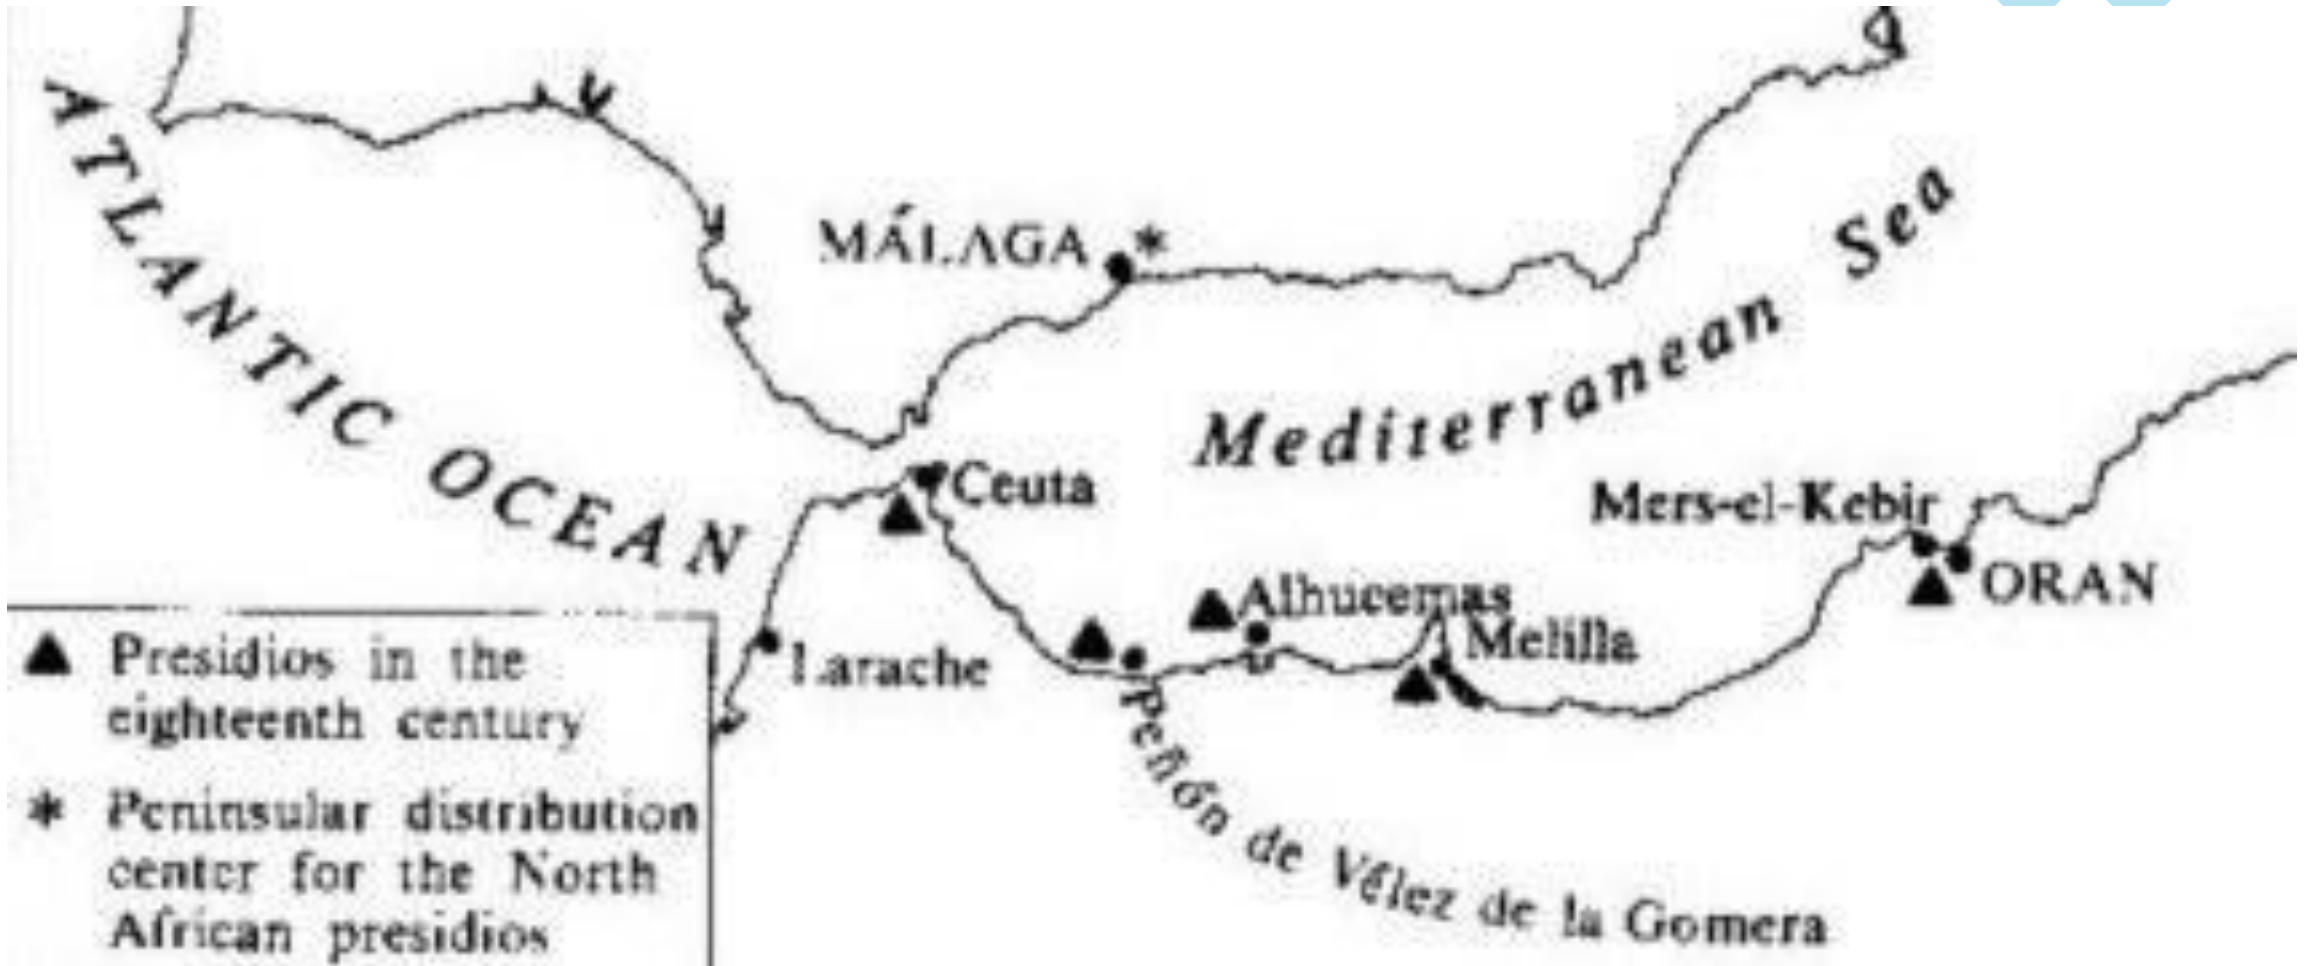 ATLANTIC OCEAN
MÁLAGA *
Mediterranean Sea
Ceuta
Mers-el-Kebir
ORAN
Alhucemas
Melilla
Larache
Peñón de Vélez de la Gomera
Presidios in the
eighteenth century
* Peninsular distribution
center for the North
African presidios